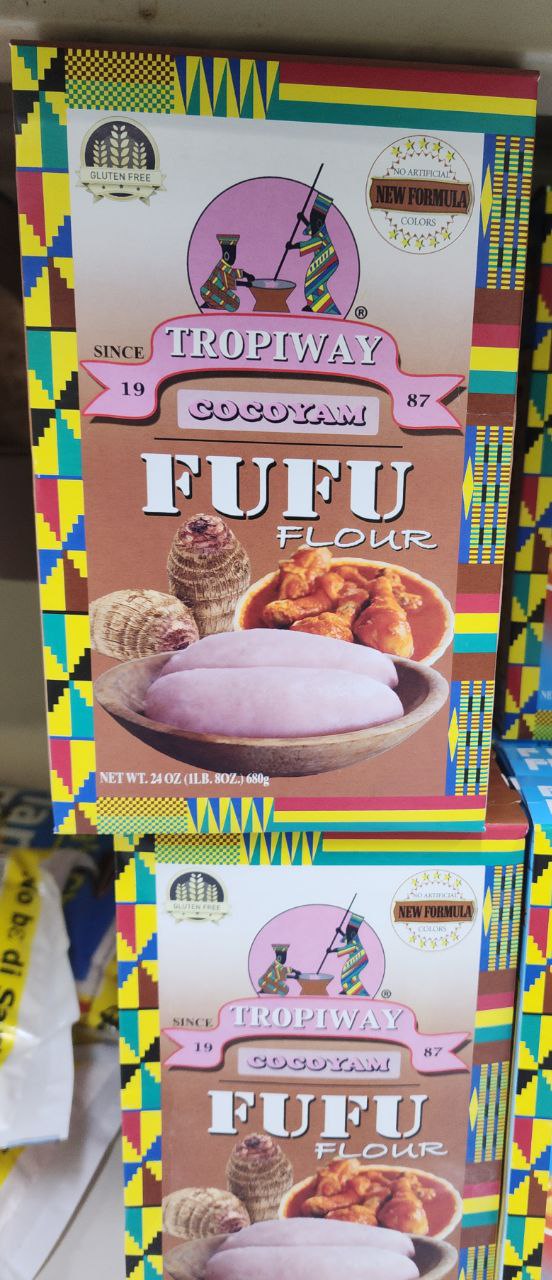 GLUTEN FREE
NO ARTIFICIAL
NEW FORMULA
COLORS
®
TROPIWAY
SINCE
19
87
COCOYAM
FUFU
FLOUR
NET WT. 24 OZ (1LB. 8OZ.) 680g
GLUTEN FREE
NO ARTIFICIAL
NEW FORMULA
COLORS
®
TROPIWAY
SINCE
19
87
COCOYAM
FUFU
FLOUR